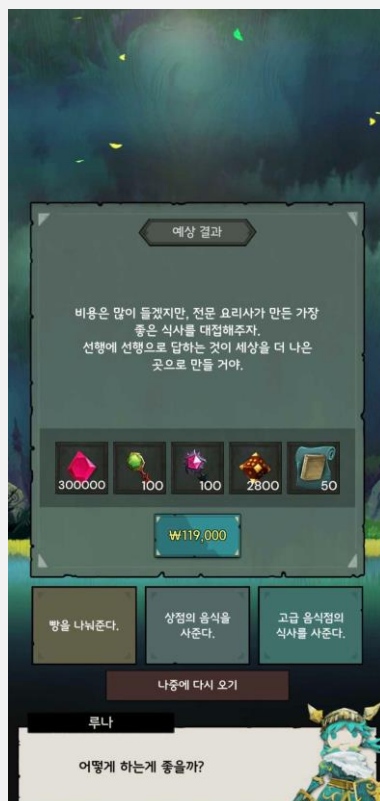 예상 결과
비용은 많이 들겠지만, 전문 요리사가 만든 가장
좋은 식사를 대접해주자.
선행에 선행으로 답하는 것이 세상을 더 나은
곳으로 만들 거야.
300000 100 100 2800 50
₩119,000
빵을 나눠준다.
상점의 음식을
사준다.
고급 음식점의
식사를 사준다.
나중에 다시 오기
루나
어떻게 하는게 좋을까?